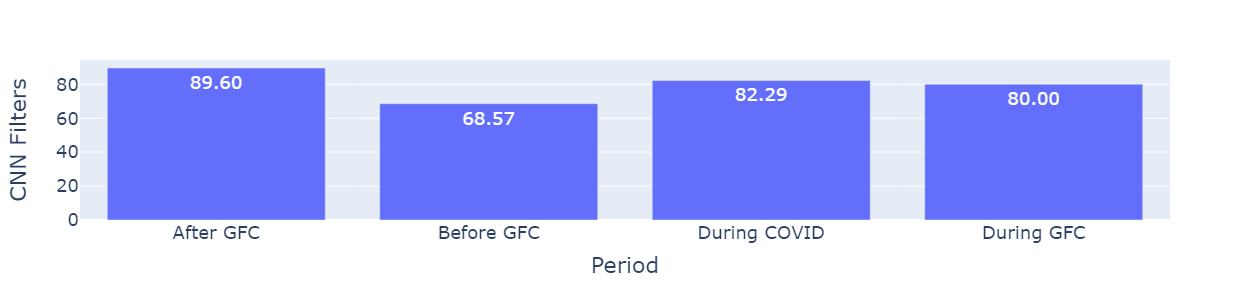 CNN Filters
80
60
40
20
0
89.60
68.57
82.29
80.00
After GFC
Before GFC
During COVID
During GFC
Period